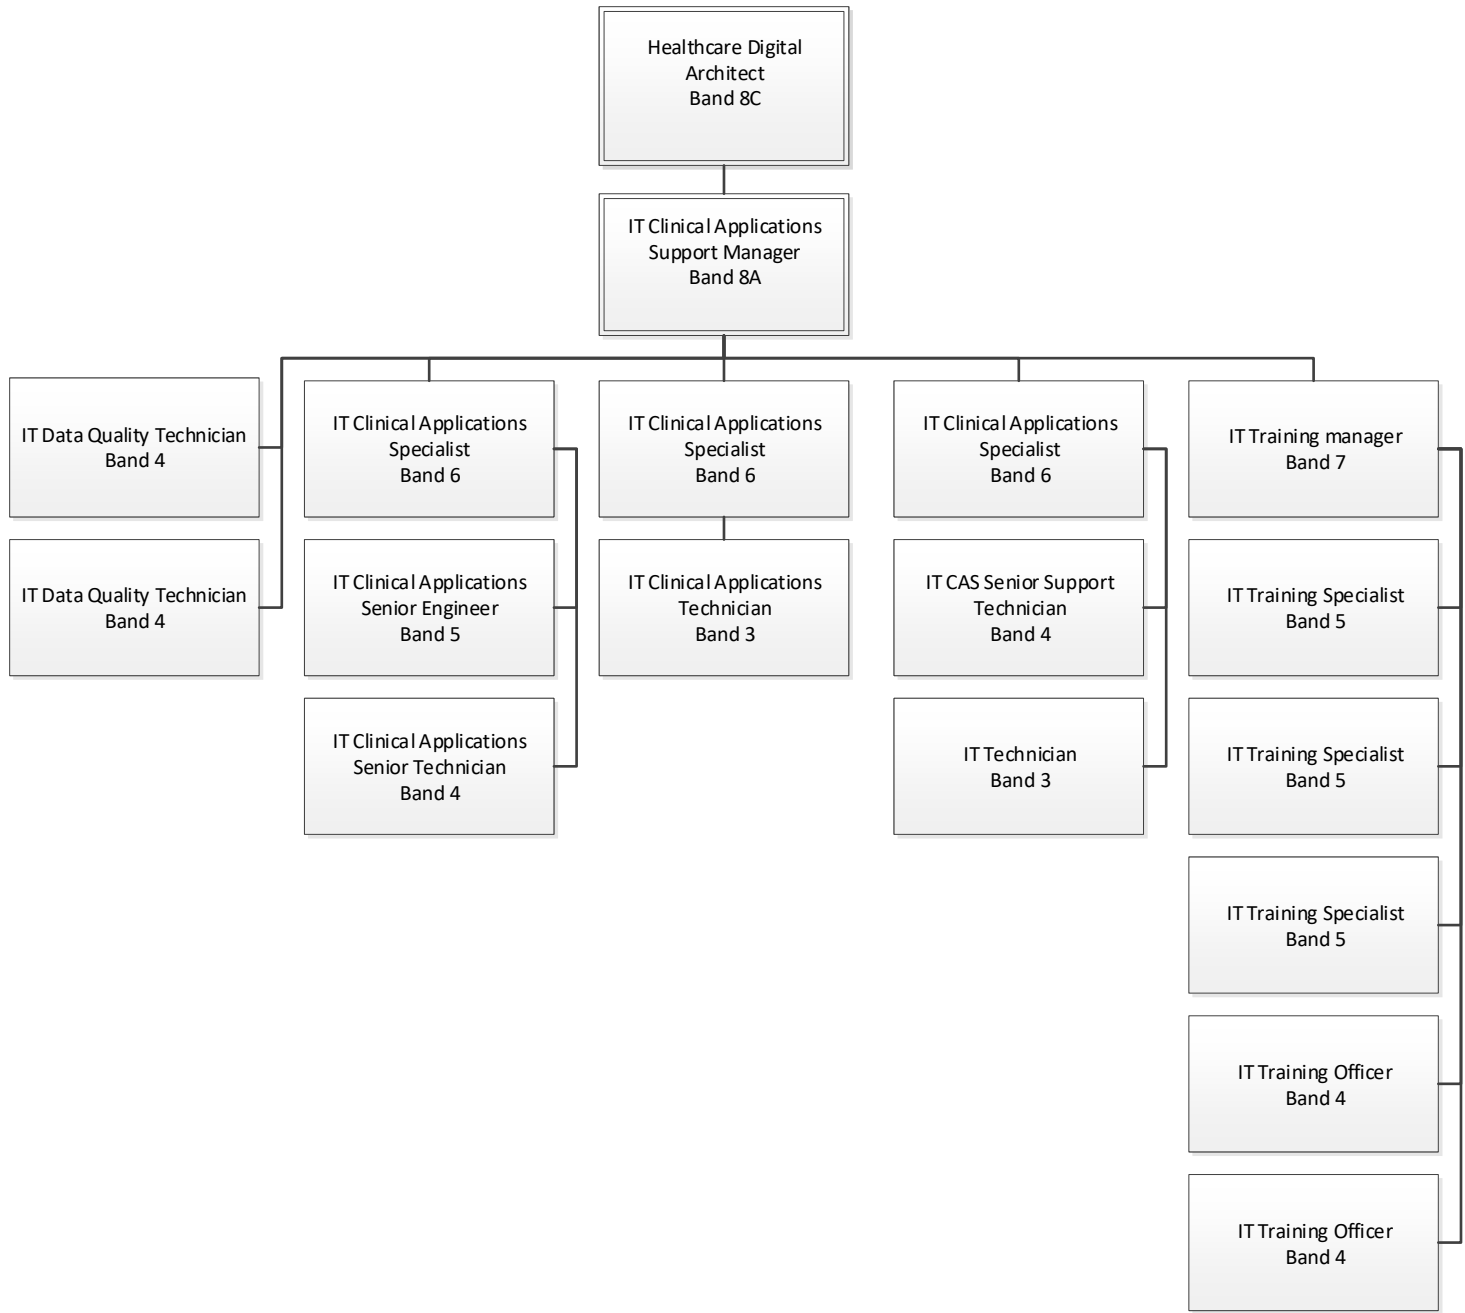 Healthcare Digital
Architect
Band 8C
IT Clinical Applications
Support Manager
Band 8A
IT Data Quality Technician
Band 4
IT Data Quality Technician
Band 4
IT Clinical Applications
Specialist
Band 6
IT Clinical Applications
Senior Engineer
Band 5
IT Clinical Applications
Senior Technician
Band 4
IT Clinical Applications
Specialist
Band 6
IT Clinical Applications
Technician
Band 3
IT Clinical Applications
Specialist
Band 6
IT CAS Senior Support
Technician
Band 4
IT Technician
Band 3
IT Training manager
Band 7
IT Training Specialist
Band 5
IT Training Specialist
Band 5
IT Training Specialist
Band 5
IT Training Officer
Band 4
IT Training Officer
Band 4